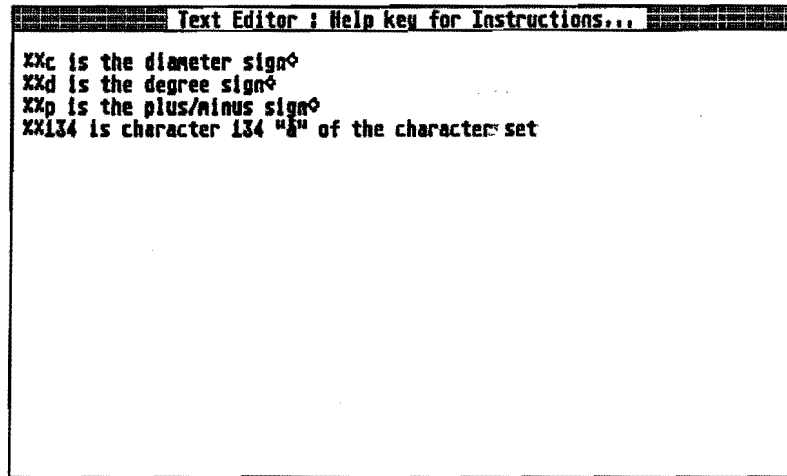 Text Editor : Help key for Instructions...
%%c is the diameter sign◇
%%d is the degree sign◇
%%p is the plus/minus sign◇
%%134 is character 134 "å" of the character set